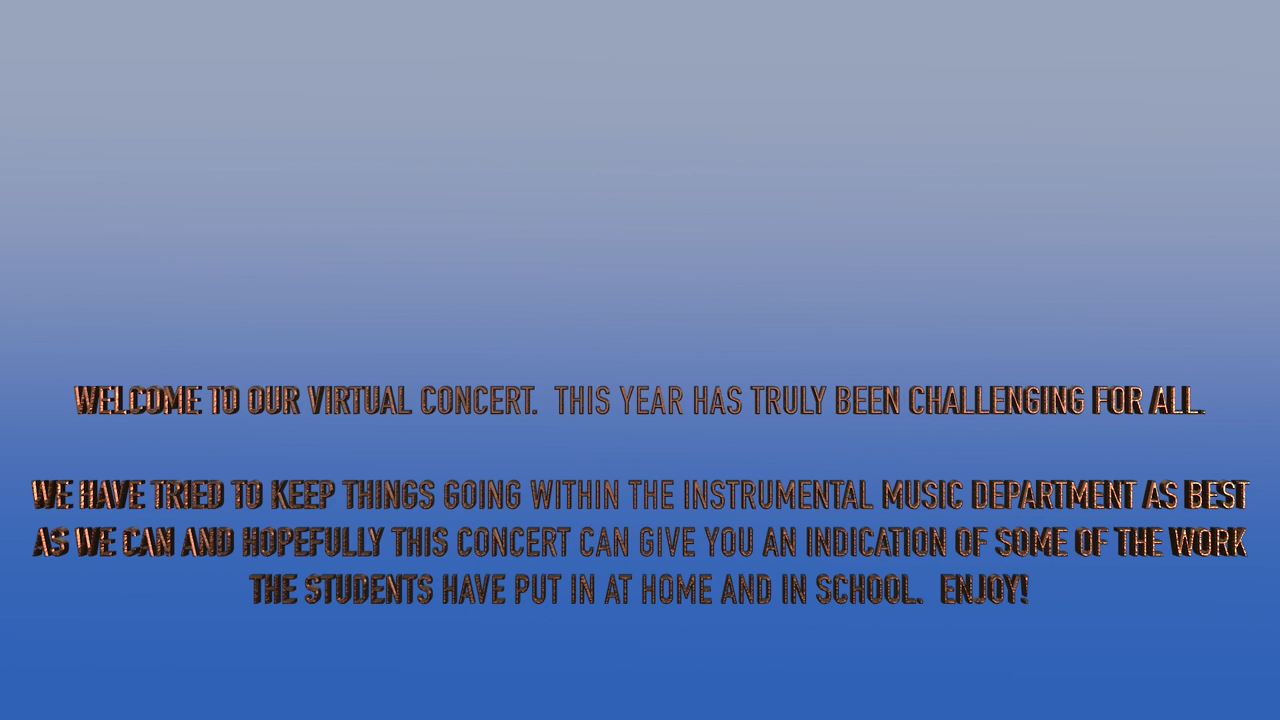 WELCOME TO OUR VIRTUAL CONCERT.  THIS YEAR HAS TRULY BEEN CHALLENGING FOR ALL.
WE HAVE TRIED TO KEEP THINGS GOING WITHIN THE INSTRUMENTAL MUSIC DEPARTMENT AS BEST
AS WE CAN AND HOPEFULLY THIS CONCERT CAN GIVE YOU AN INDICATION OF SOME OF THE WORK
THE STUDENTS HAVE PUT IN AT HOME AND IN SCHOOL.  ENJOY!